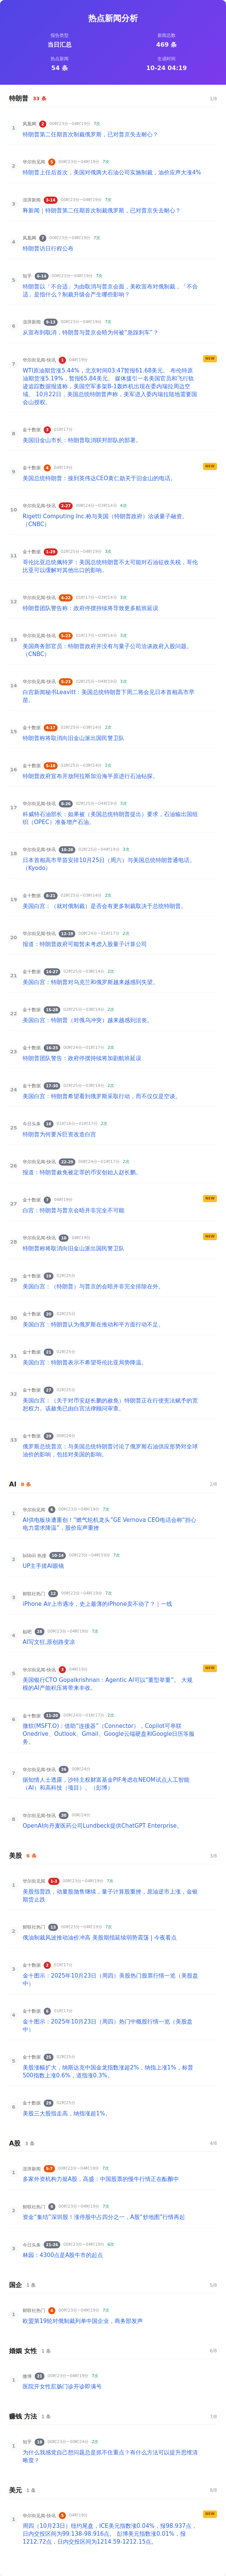 热点新闻分析
报告类型
新闻总数
当日汇总
469 条
热点新闻
生成时间
54 条
10-24 04:19
特朗普 33 条 1/8
1 凤凰网
特朗普第二任期首次制裁俄罗斯，已对普京失去耐心？
2 华尔街见闻
特朗普上任后首次，美国对俄两大石油公司实施制裁，油价应声大涨4%
3 澎湃新闻
释新闻｜特朗普第二任期首次制裁俄罗斯，已对普京失去耐心？
4 凤凰网
特朗普访日行程公布
5 知乎
特朗普以「不合适」为由取消与普京会面，美欧宣布对俄制裁，「不合
适」是指什么？制裁升级会产生哪些影响？
6 澎湃新闻
从宣布到取消，特朗普与普京会晤为何被“急踩刹车”？
7 华尔街见闻-快讯 NEW
WTI原油期货涨5.44%，北京时间03:47暂报61.68美元。 布伦特原
油期货涨5.19%，暂报65.84美元。 媒体援引一名美国官员和飞行轨
迹追踪数据报道称，美国空军多架B-1轰炸机出现在委内瑞拉周边空
域。 10月22日，美国总统特朗普声称，美军进入委内瑞拉陆地需要国
会山授权。
8 金十数据
美国旧金山市长：特朗普取消联邦部队的部署。
9 金十数据 NEW
美国总统特朗普：接到英伟达CEO黄仁勋关于旧金山的电话。
10 华尔街见闻-快讯
Rigetti Computing Inc.称与美国（特朗普政府）洽谈量子融资。
（CNBC）
11 金十数据
哥伦比亚总统佩特罗：美国总统特朗普不太可能对石油征收关税，哥伦
比亚可以缓解对其他出口的影响。
12 华尔街见闻-快讯
特朗普团队警告称：政府停摆持续将导致更多航班延误
13 华尔街见闻-快讯
美国商务部官员：特朗普政府并没有与量子公司洽谈政府入股问题。
（CNBC）
14 华尔街见闻-快讯
白宫新闻秘书Leavitt：美国总统特朗普下周二将会见日本首相高市早
苗。
15 金十数据
特朗普称将取消向旧金山派出国民警卫队
16 金十数据
特朗普政府宣布开放阿拉斯加沿海平原进行石油钻探。
17 华尔街见闻-快讯
科威特石油部长：如果被（美国总统特朗普提出）要求，石油输出国组
织（OPEC）准备增产石油。
18 华尔街见闻-快讯
日本首相高市早苗安排10月25日（周六）与美国总统特朗普通电话。
（Kyodo）
19 金十数据
美国白宫：（就对俄制裁）是否会有更多制裁取决于总统特朗普。
20 华尔街见闻-快讯
报道：特朗普政府可能暂未考虑入股量子计算公司
21 金十数据
美国白宫：特朗普对乌克兰和俄罗斯越来越感到失望。
22 金十数据
美国白宫：特朗普（对俄乌冲突）越来越感到沮丧。
23 金十数据
特朗普团队警告：政府停摆持续将加剧航班延误
24 金十数据
美国白宫：特朗普希望看到俄罗斯采取行动，而不仅仅是空谈。
25 今日头条
特朗普为何要斥巨资改造白宫
26 华尔街见闻-快讯
报道：特朗普赦免被定罪的币安创始人赵长鹏。
27 金十数据 NEW
白宫：特朗普与普京会晤并非完全不可能
28 华尔街见闻-快讯 NEW
特朗普称将取消向旧金山派出国民警卫队
29 金十数据
美国白宫：（特朗普）与普京的会晤并非完全排除在外。
30 金十数据
美国白宫：特朗普认为俄罗斯在推动和平方面行动不足。
31 金十数据
美国白宫：特朗普表示不希望哥伦比亚局势降温。
32 金十数据
美国白宫：（关于对币安赵长鹏的赦免）特朗普正在行使宪法赋予的宽
恕权力。该赦免已由白宫法律顾问审查。
33 金十数据
俄罗斯总统普京：与美国总统特朗普讨论了俄罗斯石油供应形势对全球
油价的影响，包括对美国的影响。
AI 8 条 2/8
1 华尔街见闻
AI供电板块遭重创！“燃气轮机龙头”GE Vernova CEO电话会称“担心
电力需求降温”，股价应声重挫
2 bilibili 热搜
UP主手搓AI眼镜
3 财联社热门
iPhone Air上市遇冷，史上最薄的iPhone卖不动了？｜一线
4 贴吧
AI写文狂,原创路变凉
5 华尔街见闻-快讯 NEW
美国银行CTO Gopalkrishnan：Agentic AI可以“重型举重”。 大规
模的AI产能积压将带来丰收。
6 金十数据
微软(MSFT.O)：借助“连接器”（Connector），Copilot可串联
Onedrive、Outlook、Gmail、Google云端硬盘和Google日历等服
务。
7 华尔街见闻-快讯
据知情人士透露，沙特主权财富基金PIF考虑在NEOM试点人工智能
（AI）和高科技（项目）。（彭博）
8 华尔街见闻-快讯
OpenAI向丹麦医药公司Lundbeck提供ChatGPT Enterprise。
美股 6 条 3/8
1 华尔街见闻
美股指普跌，动量股抛售继续，量子计算股重挫，原油逆市上涨，金银
期货止跌
2 财联社热门
俄油制裁风波推动油价冲高 美股期指延续弱势震荡 | 今夜看点
3 金十数据
金十图示：2025年10月23日（周四）美股热门股票行情一览（美股盘
中）
4 金十数据
金十图示：2025年10月23日（周四）热门中概股行情一览（美股盘
中）
5 金十数据
美股涨幅扩大，纳斯达克中国金龙指数涨超2%，纳指上涨1%，标普
500指数上涨0.6%，道指涨0.3%。
6 金十数据
美股三大股指走高，纳指涨超1%。
A股 3 条 4/8
1 澎湃新闻
多家外资机构力挺A股，高盛：中国股票的慢牛行情正在酝酿中
2 财联社热门
资金“集结”深圳股！涨停股中占四分之一，A股“炒地图”行情再起
3 今日头条
林园：4300点是A股牛市的起点
国企 1 条 5/8
1 财联社热门
欧盟第19轮对俄制裁列单中国企业，商务部发声
婚姻 女性 1 条 6/8
1 微博
医院开女性肛肠门诊开诊即满号
赚钱 方法 1 条 7/8
1 知乎
为什么我感觉自己想问题总是抓不住重点？有什么方法可以提升思维清
晰度？
美元 1 条 8/8
1 华尔街见闻-快讯 NEW
周四（10月23日）纽约尾盘，ICE美元指数涨0.04%，报98.937点，
日内交投区间为99.138-98.916点。 彭博美元指数涨0.01%，报
1212.72点，日内交投区间为1214.59-1212.15点。